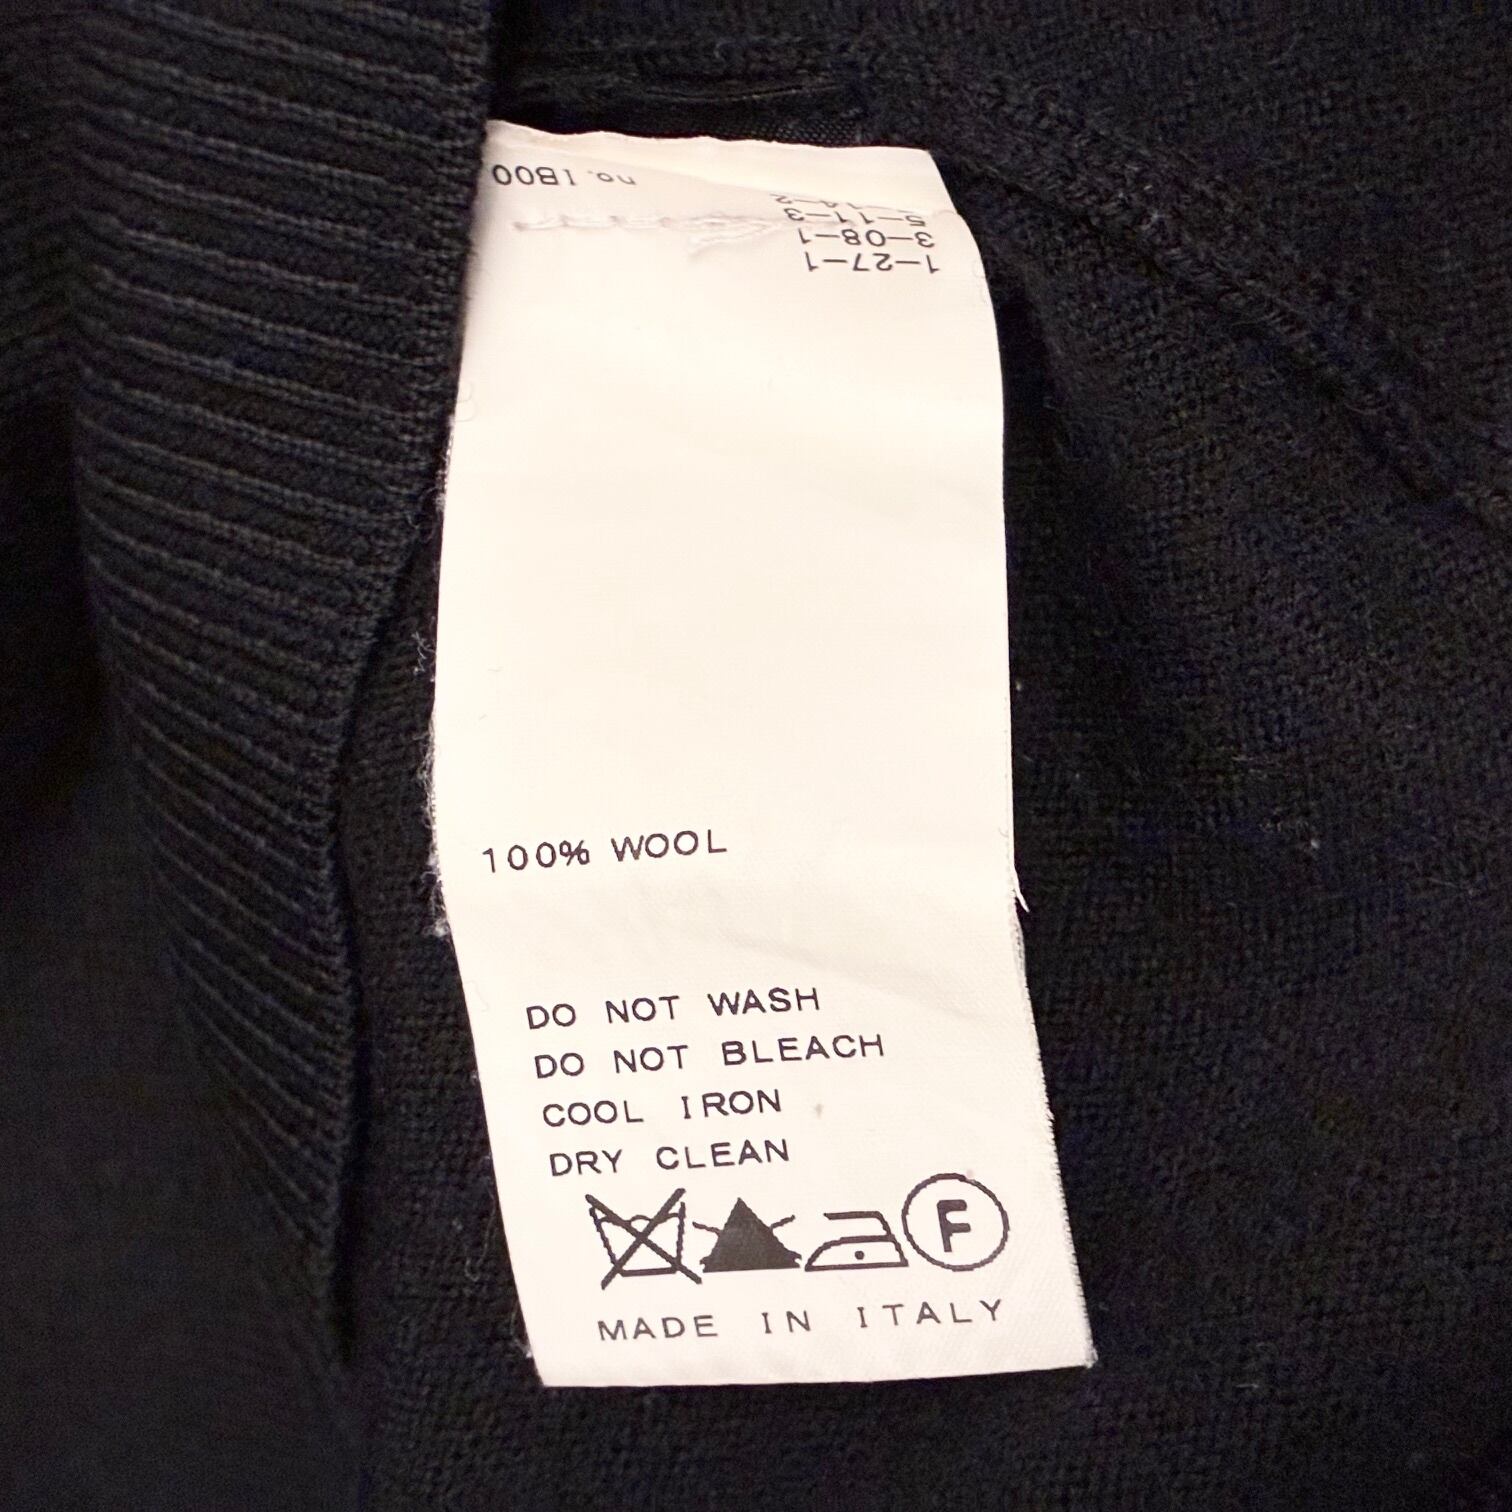 no. 1800
5-11-3
3-08-1
1-27-1
100% WOOL
DO NOT WASH
DO NOT BLEACH
COOL IRON
DRY CLEAN
F
MADE IN ITALY